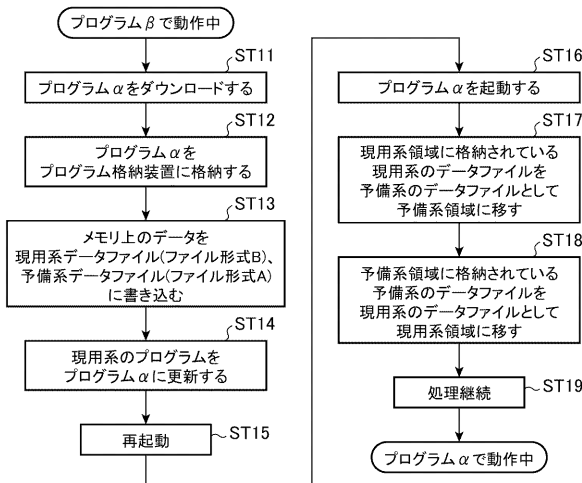 プログラムβで動作中
ST11
プログラムαをダウンロードする
ST12
プログラムαを
プログラム格納装置に格納する
ST13
メモリ上のデータを
現用系データファイル(ファイル形式B)、
予備系データファイル(ファイル形式A)
に書き込む
ST14
現用系のプログラムを
プログラムαに更新する
再起動
ST15
ST16
プログラムαを起動する
ST17
現用系領域に格納されている
現用系のデータファイルを
予備系のデータファイルとして
予備系領域に移す
ST18
予備系領域に格納されている
予備系のデータファイルを
現用系のデータファイルとして
現用系領域に移す
処理継続
ST19
プログラムαで動作中